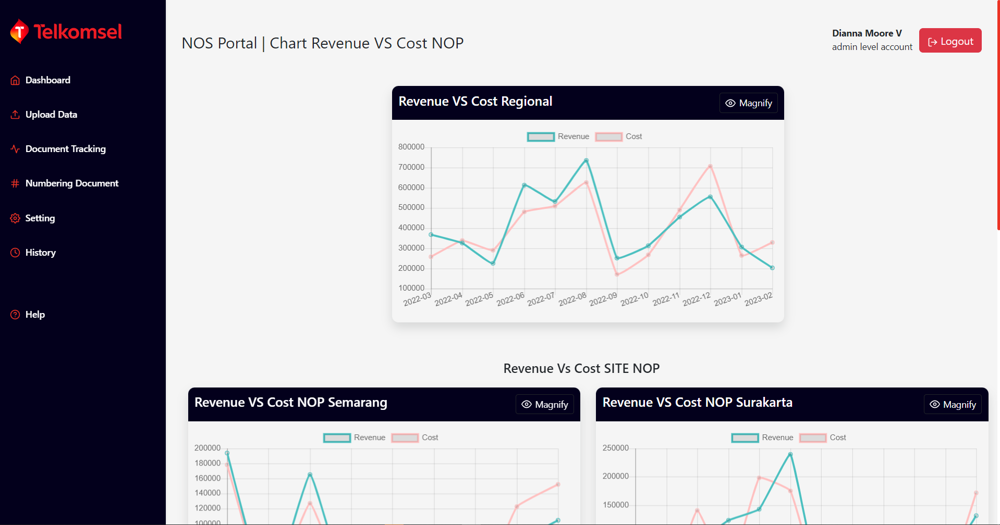 Telkomsel
Dashboard
Upload Data
Document Tracking
Numbering Document
Setting
History
Help
NOS Portal | Chart Revenue VS Cost NOP
Dianna Moore V
admin level account
Logout
Revenue VS Cost Regional
Magnify
Revenue Cost
800000
700000
600000
500000
400000
300000
200000
100000
2022-03 2022-04 2022-05 2022-06 2022-07 2022-08 2022-09 2022-10 2022-11 2022-12 2023-01 2023-02
Revenue Vs Cost SITE NOP
Revenue VS Cost NOP Semarang
Magnify
Revenue Cost
200000
180000
160000
140000
120000
100000
Revenue VS Cost NOP Surakarta
Magnify
Revenue Cost
250000
200000
150000